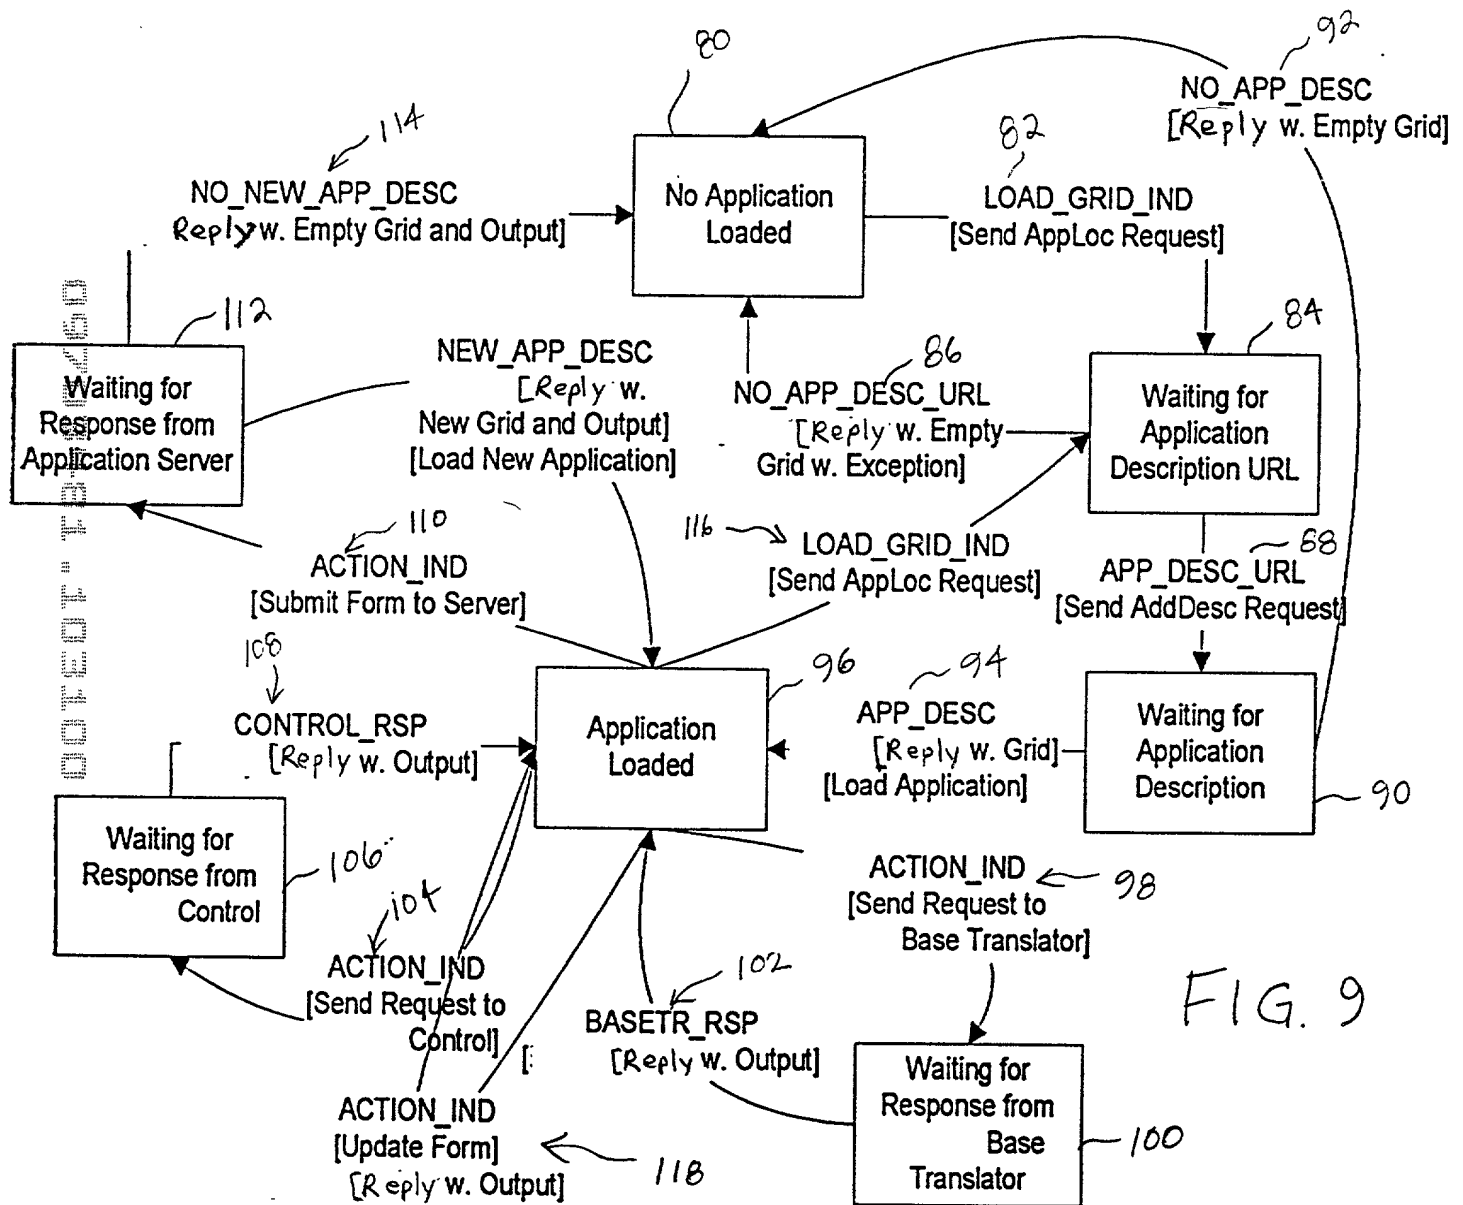 92
80
NO_APP_DESC
[Reply w. Empty Grid]
114
82
NO_NEW_APP_DESC
Reply w. Empty Grid and Output]
No Application
Loaded
LOAD_GRID_IND
[Send AppLoc Request]
112
84
Waiting for
Response from
Application Server
NEW_APP_DESC
[Reply w.
New Grid and Output]
[Load New Application]
86
NO_APP_DESC_URL
[Reply w. Empty
Grid w. Exception]
Waiting for
Application
Description URL
110
ACTION_IND
[Submit Form to Server]
116
LOAD_GRID_IND
[Send AppLoc Request]
68
APP_DESC_URL
[Send AddDesc Request]
108
CONTROL_RSP
[Reply w. Output]
96
Application
Loaded
94
APP_DESC
[Reply w. Grid]
[Load Application]
Waiting for
Application
Description
90
Waiting for
Response from
Control
106
104
ACTION_IND
[Send Request to
Control]
ACTION_IND
[Send Request to
Base Translator]
98
102
BASETR_RSP
[Reply w. Output]
[
FIG. 9
ACTION_IND
[Update Form]
[Reply w. Output]
118
Waiting for
Response from
Base
Translator
100